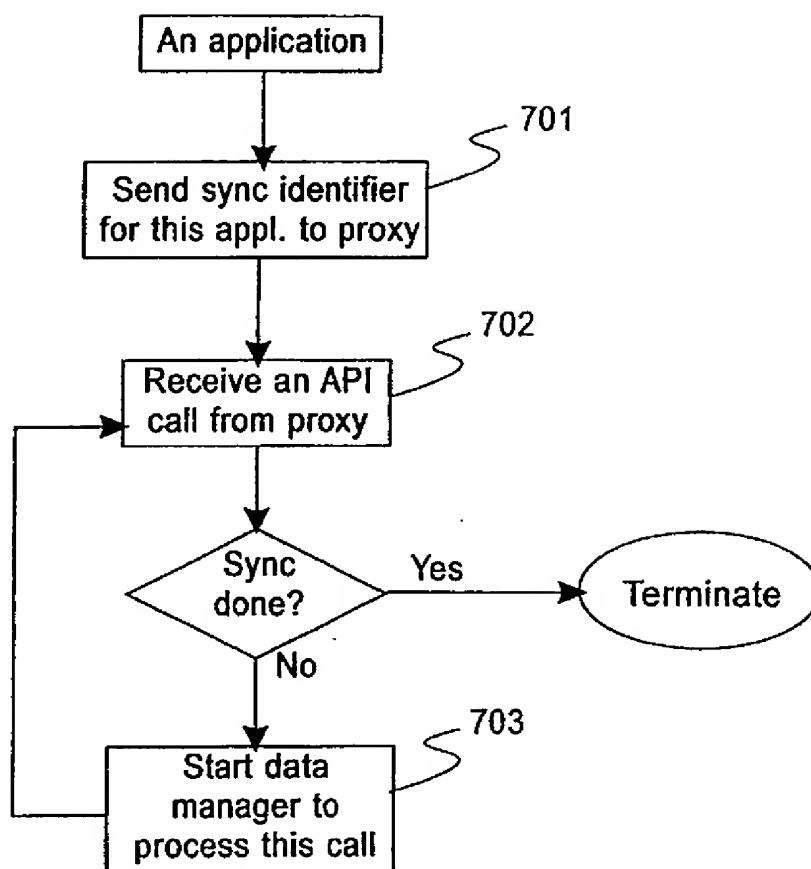 An application
701
Send sync identifier
for this appl. to proxy
702
Receive an API
call from proxy
Sync
done?
Yes
Terminate
No
703
Start data
manager to
process this call